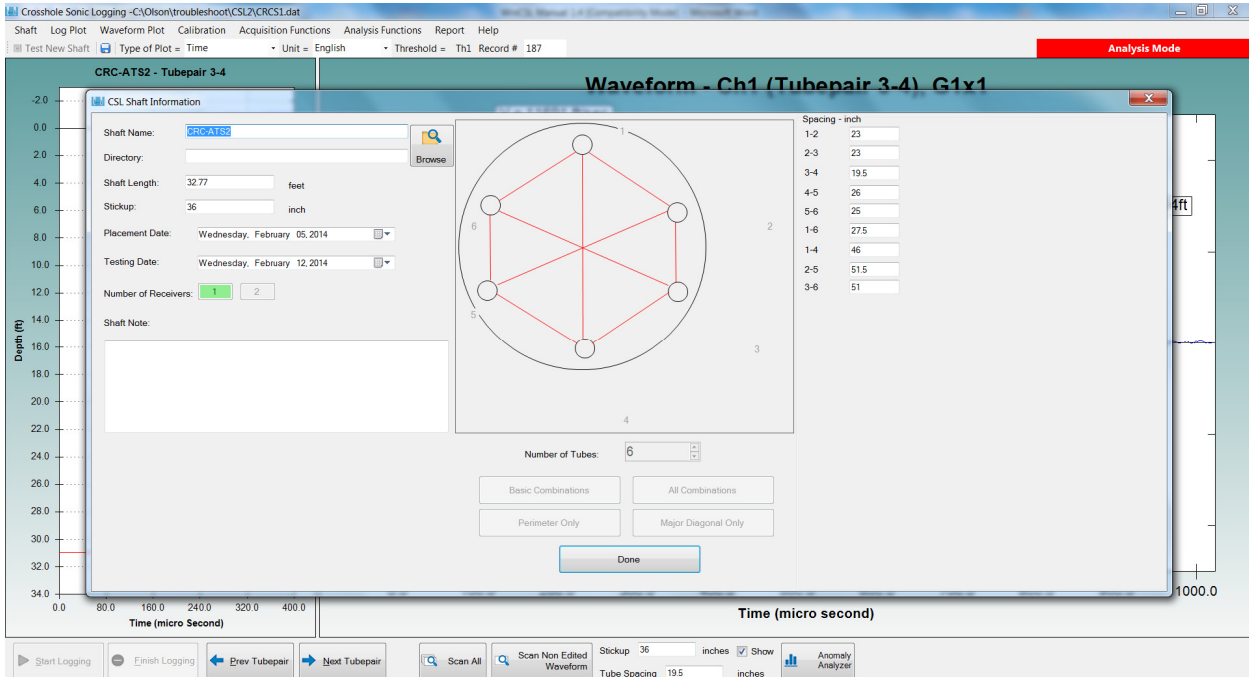 Crosshole Sonic Logging -C:\Olson\troubleshoot\CSL2\CRCS1.dat
Shaft Log Plot Waveform Plot Calibration Acquisition Functions Analysis Functions Report Help
Test New Shaft Type of Plot = Time Unit = English Threshold = Th1 Record # 187 Analysis Mode
CRC-ATS2 - Tubepair 3-4
Waveform - Ch1 (Tubepair 3-4), G1x1
CSL Shaft Information
Shaft Name: CRC-ATS2
Browse
Directory:
Shaft Length: 32.77 feet
Stickup: 36 inch
Placement Date: Wednesday, February 05, 2014
Testing Date: Wednesday, February 12, 2014
Number of Receivers: 1 2
Shaft Note:
1
2
3
4
5
6
Number of Tubes: 6
Basic Combinations All Combinations
Perimeter Only Major Diagonal Only
Done
Spacing - inch
1-2 23
2-3 23
3-4 19.5
4-5 26
5-6 25
1-6 27.5
1-4 46
2-5 51.5
3-6 51
4ft
Depth (ft)
-2.0
0.0
2.0
4.0
6.0
8.0
10.0
12.0
14.0
16.0
18.0
20.0
22.0
24.0
26.0
28.0
30.0
32.0
34.0
0.0 80.0 160.0 240.0 320.0 400.0
Time (micro Second)
1000.0
Time (micro second)
Start Logging Finish Logging Prev Tubepair Next Tubepair Scan All Scan Non Edited Waveform
Stickup 36 inches Show
Tube Spacing 19.5 inches
Anomaly Analyzer